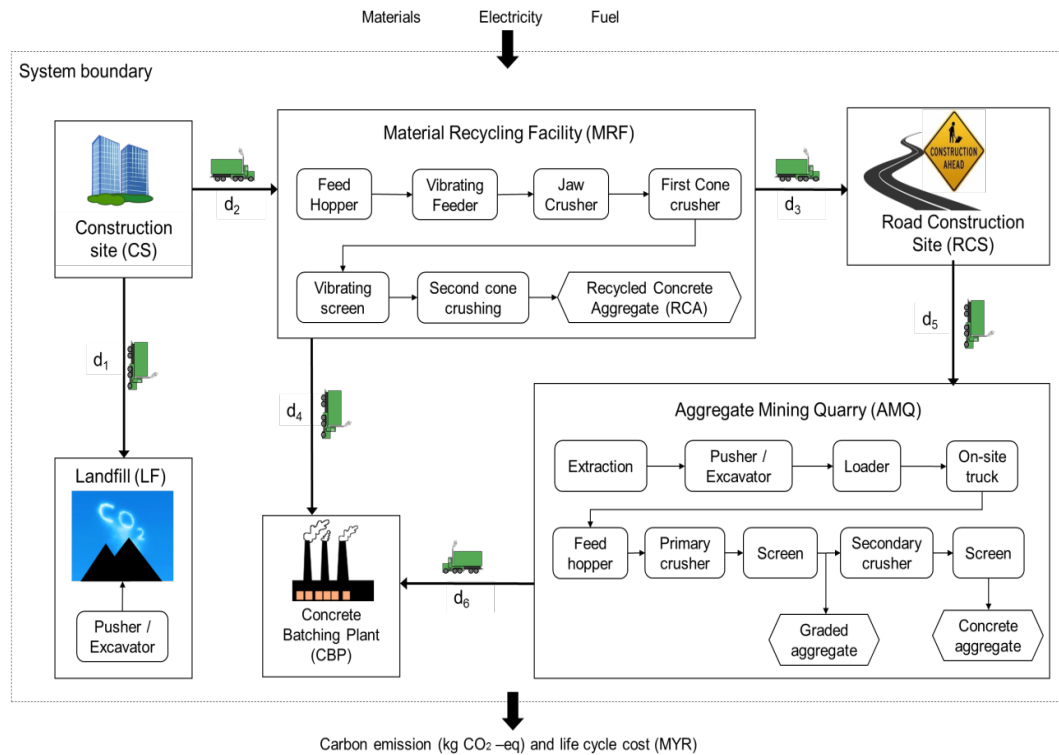 Materials Electricity Fuel
System boundary
Construction
site (CS)
d2
Material Recycling Facility (MRF)
Feed
Hopper
Vibrating
Feeder
Jaw
Crusher
First Cone
crusher
Vibrating
screen
Second cone
crushing
Recycled Concrete
Aggregate (RCA)
d3
CONSTRUCTION
AHEAD
Road Construction
Site (RCS)
d1
d4
d5
Landfill (LF)
CO2
Pusher /
Excavator
Concrete
Batching Plant
(CBP)
d6
Aggregate Mining Quarry (AMQ)
Extraction
Pusher /
Excavator
Loader
On-site
truck
Feed
hopper
Primary
crusher
Screen
Secondary
crusher
Screen
Graded
aggregate
Concrete
aggregate
Carbon emission (kg CO₂ –eq) and life cycle cost (MYR)